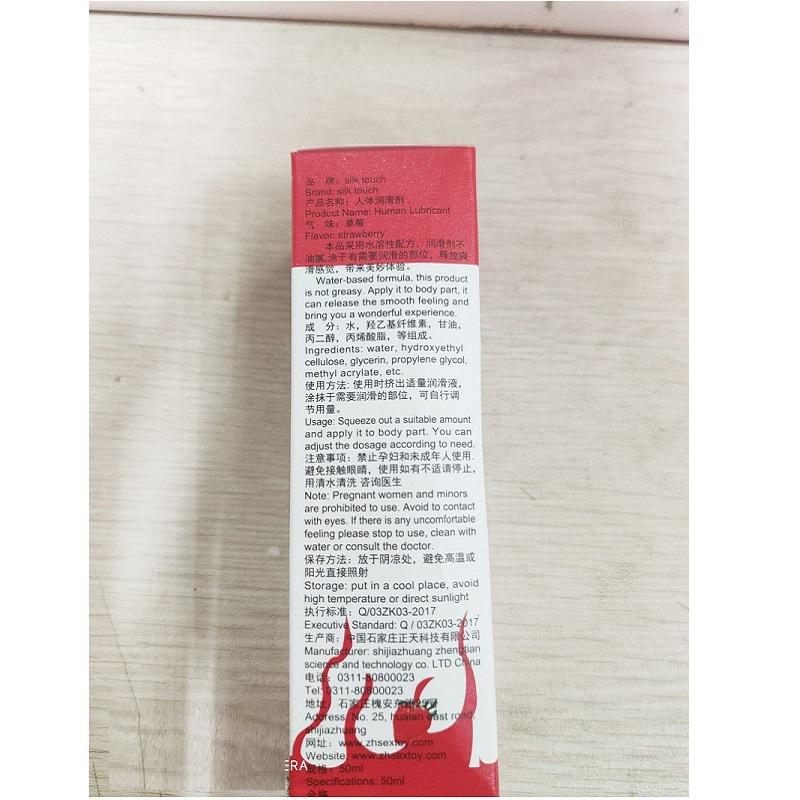 品 牌：silk touch
Brand: silk touch
产品名称：人体润滑剂
Product Name: Human Lubricant
气 味：草莓
Flavor: strawberry
本品采用水溶性配方、润滑剂不
油腻,涂于有需要润滑的部位，释放爽
滑感觉，带来美妙体验。
Water-based formula, this product
is not greasy. Apply it to body part, it
can release the smooth feeling and
bring you a wonderful experience.
成 分：水，羟乙基纤维素，甘油，
丙二醇，丙烯酸脂，等组成。
Ingredients: water, hydroxyethyl
cellulose, glycerin, propylene glycol,
methyl acrylate, etc.
使用方法: 使用时挤出适量润滑液，
涂抹于需要润滑的部位，可自行调
节用量。
Usage: Squeeze out a suitable amount
and apply it to body part. You can
adjust the dosage according to need.
注意事项：禁止孕妇和未成年人使用.
避免接触眼睛，使用如有不适请停止,
用清水清洗 咨询医生
Note: Pregnant women and minors
are prohibited to use. Avoid to contact
with eyes. If there is any uncomfortable
feeling please stop to use, clean with
water or consult the doctor.
保存方法：放于阴凉处，避免高温或
阳光直接照射
Storage: put in a cool place, avoid
high temperature or direct sunlight
执行标准：Q/03ZK03-2017
Executive Standard: Q / 03ZK03-2017
生产商：中国石家庄正天科技有限公司
Manufacturer: shijiazhuang zhengtian
science and technology co. LTD China
电话：0311-80800023
Tel: 0311-80800023
地址：石家庄槐安东路25号
Address: No. 25, huaian east road,
shijiazhuang
网址：www.zhsextoy.com
Website: www.zhsextoy.com
规格：50ml
Specifications: 50ml
合格
ERA